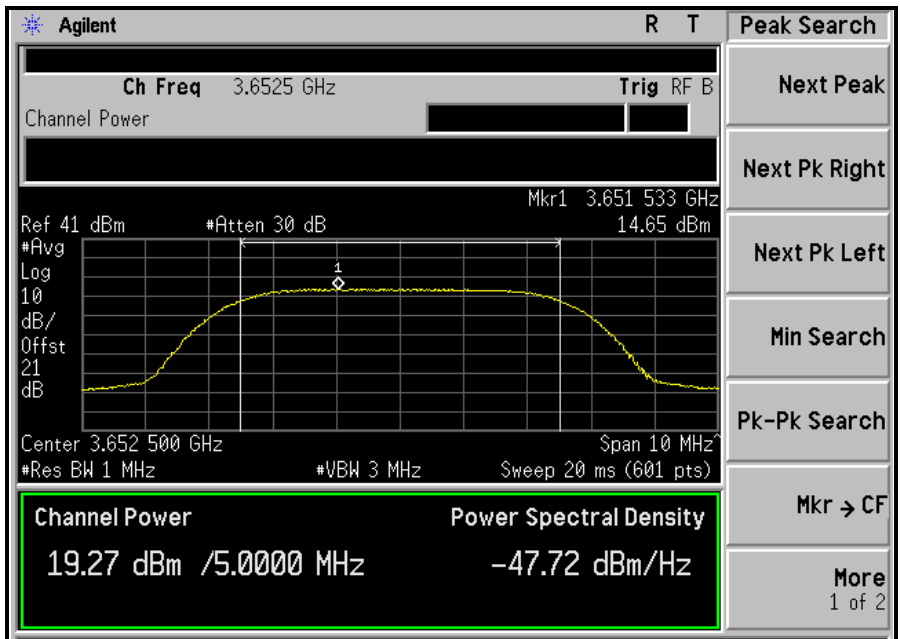 Agilent R T
Peak Search
Ch Freq 3.6525 GHz Trig RF B
Channel Power
Mkr1 3.651 533 GHz
Ref 41 dBm #Atten 30 dB 14.65 dBm
#Avg
Log
10
dB/
Offst
21
dB
1
Center 3.652 500 GHz Span 10 MHz^
#Res BW 1 MHz #VBW 3 MHz Sweep 20 ms (601 pts)
Channel Power Power Spectral Density
19.27 dBm /5.0000 MHz -47.72 dBm/Hz
Next Peak
Next Pk Right
Next Pk Left
Min Search
Pk-Pk Search
Mkr → CF
More
1 of 2